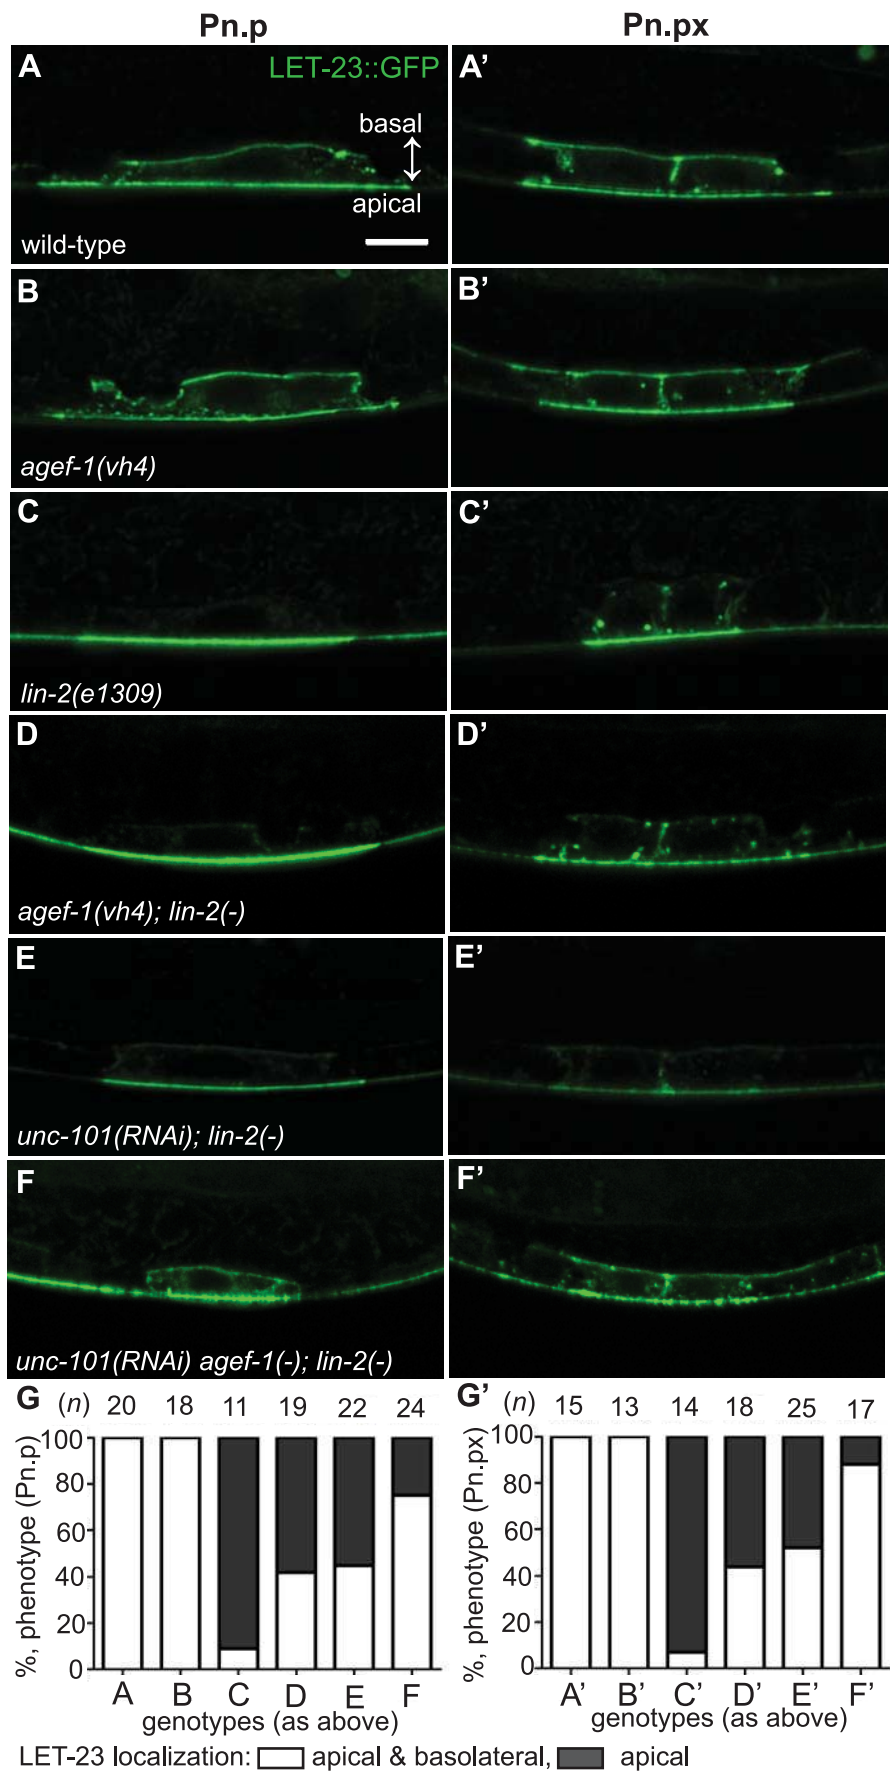 Pn.p
Pn.px
A
LET-23::GFP
basal
apical
wild-type
A’
B
agef-1(vh4)
B’
C
lin-2(e1309)
C’
D
agef-1(vh4); lin-2(-)
D’
E
unc-101(RNAi); lin-2(-)
E’
F
unc-101(RNAi) agef-1(-); lin-2(-)
F’
G (n) 20 18 11 19 22 24
%, phenotype (Pn.p)
100
80
60
40
20
0
A B C D E F
genotypes (as above)
G’ (n) 15 13 14 18 25 17
%, phenotype (Pn.px)
100
80
60
40
20
0
A’ B’ C’ D’ E’ F’
genotypes (as above)
LET-23 localization: apical & basolateral, apical